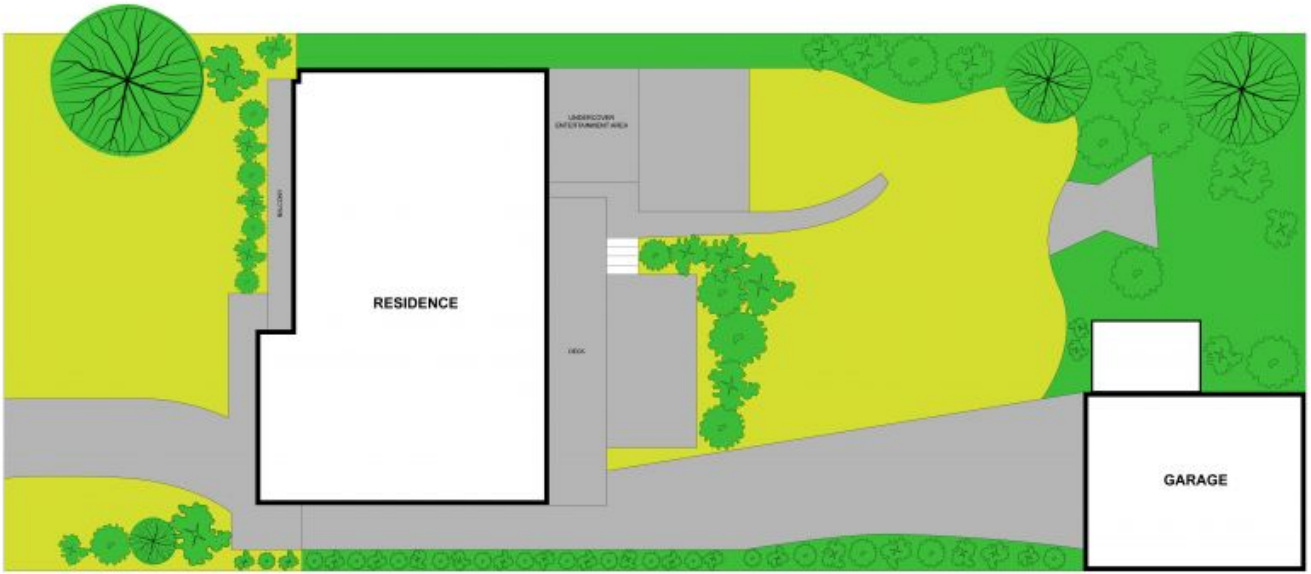 UNDERCOVER
ENTERTAINMENT AREA
BALCONY
RESIDENCE
DECK
GARAGE